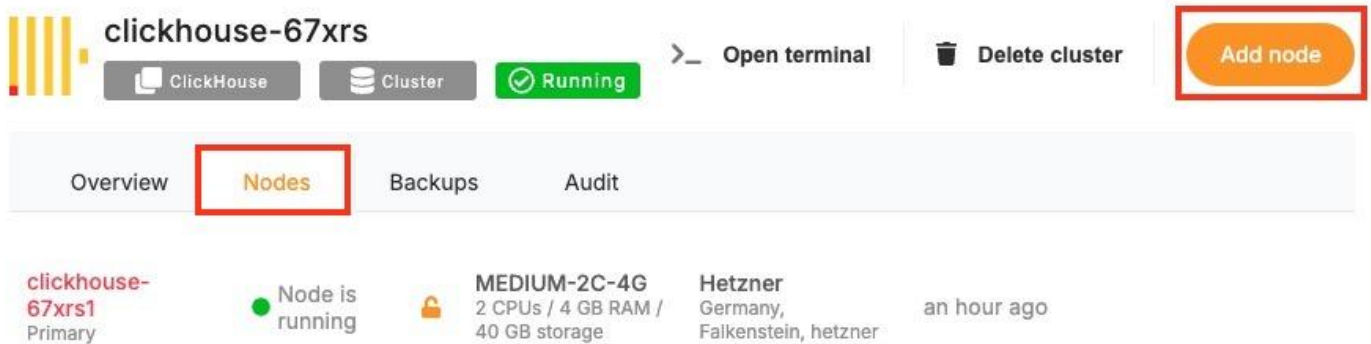 clickhouse-67xrs
ClickHouse
Cluster
Running
>_ Open terminal
Delete cluster
Add node
Overview
Nodes
Backups
Audit
clickhouse-
67xrs1
Primary
Node is
running
MEDIUM-2C-4G
2 CPUs / 4 GB RAM /
40 GB storage
Hetzner
Germany,
Falkenstein, hetzner
an hour ago